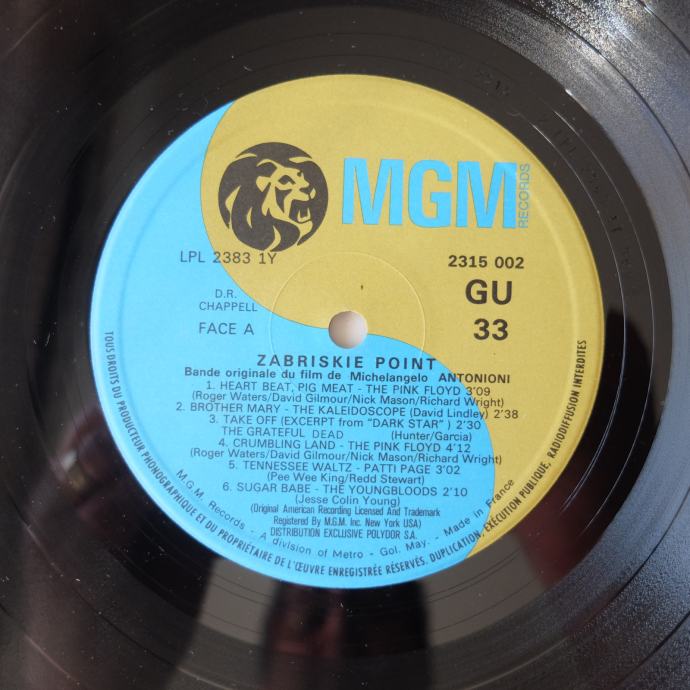 MGM
RECORDS
LPL 2383 1Y
2315 002
D.R.
CHAPPELL
GU
FACE A
33
ZABRISKIE POINT
Bande originale du film de Michelangelo ANTONIONI
1. HEART BEAT, PIG MEAT - THE PINK FLOYD 3'09
(Roger Waters/David Gilmour/Nick Mason/Richard Wright)
2. BROTHER MARY - THE KALEIDOSCOPE (David Lindley) 2'38
3. TAKE OFF (EXCERPT from "DARK STAR") 2'30
THE GRATEFUL DEAD (Hunter/Garcia)
4. CRUMBLING LAND - THE PINK FLOYD 4'12
(Roger Waters/David Gilmour/Nick Mason/Richard Wright)
5. TENNESSEE WALTZ - PATTI PAGE 3'02
(Pee Wee King/Redd Stewart)
6. SUGAR BABE - THE YOUNGBLOODS 2'10
(Jesse Colin Young)
(Original American Recording Licensed And Trademark
Registered By M.G.M. Inc. New York USA)
DISTRIBUTION EXCLUSIVE POLYDOR S.A.
M.G.M. Records - A division of Metro - Gol. May. - Made in France
TOUS DROITS DU PRODUCTEUR PHONOGRAPHIQUE ET DU PROPRIÉTAIRE DE L'ŒUVRE ENREGISTRÉE RÉSERVÉS. DUPLICATION, EXÉCUTION PUBLIQUE, RADIODIFFUSION INTERDITES